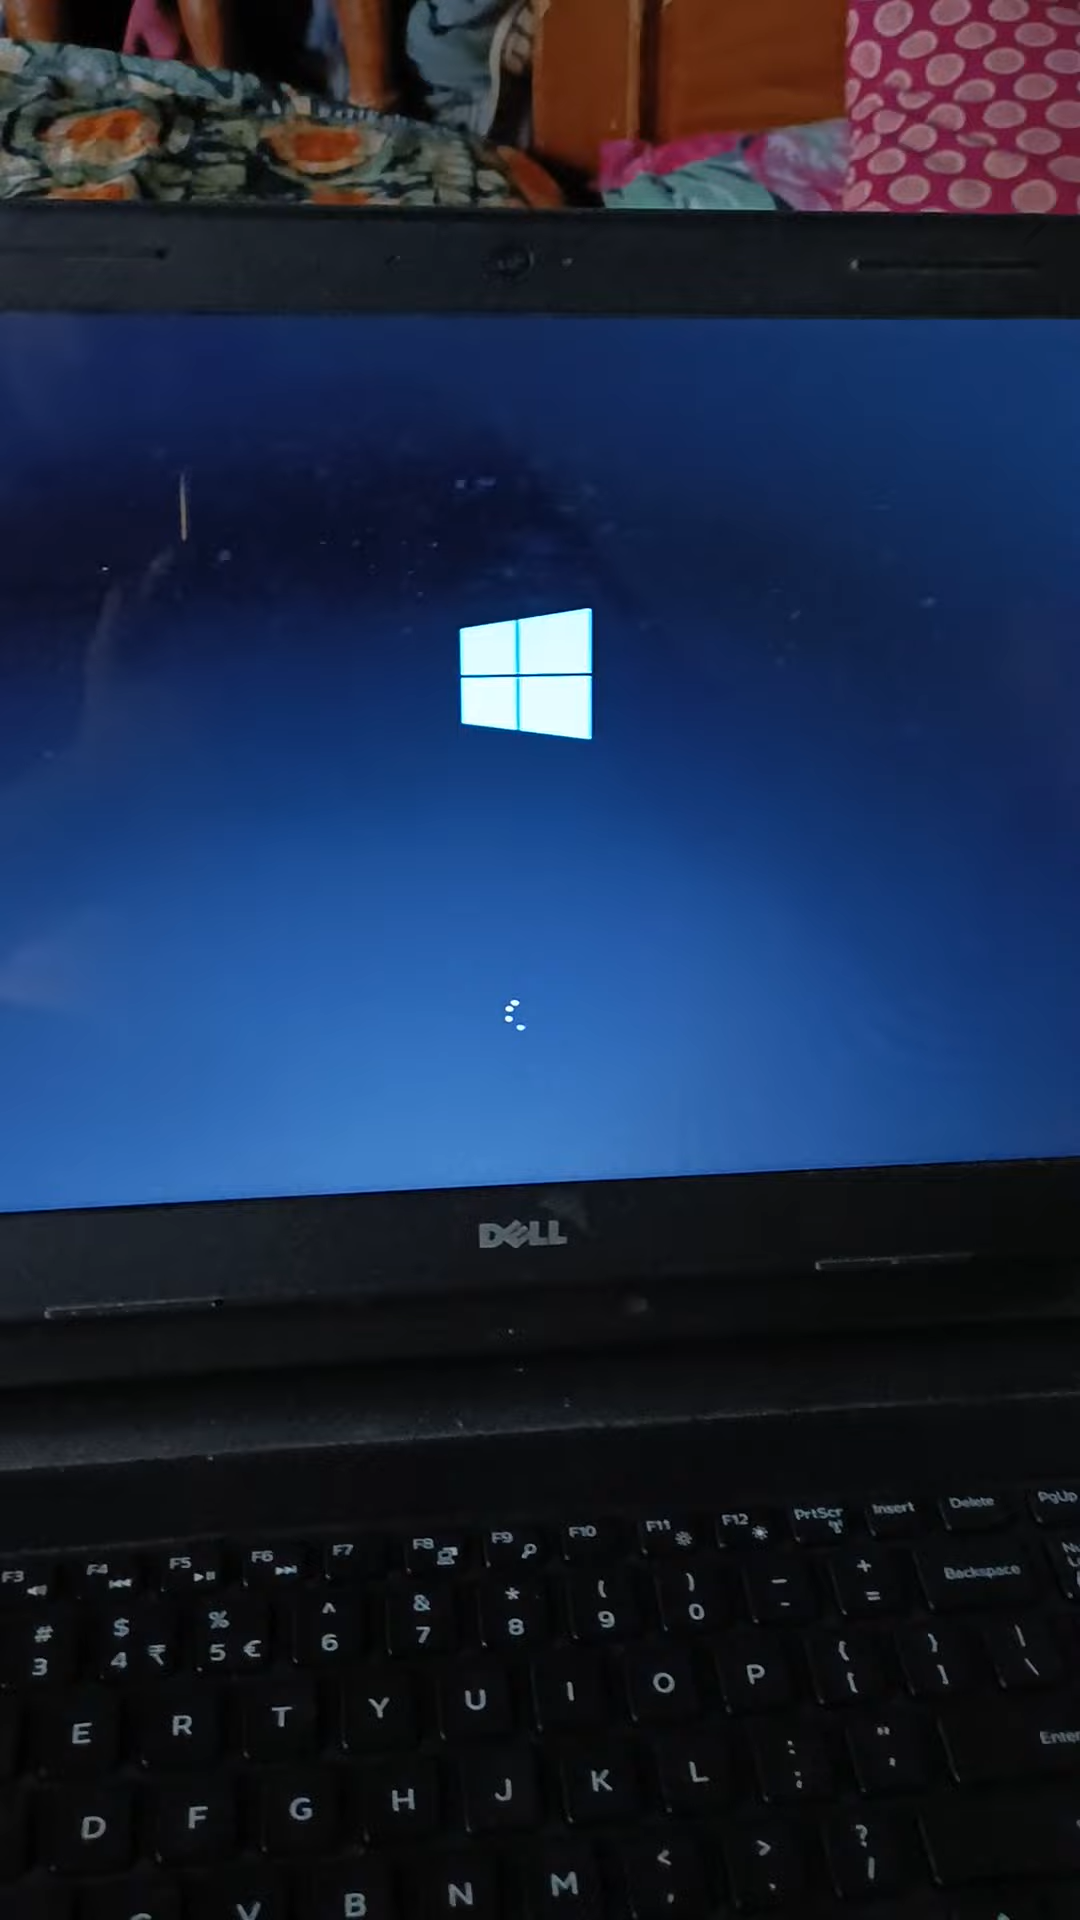 DELL
F3 F4 F5 F6 F7 F8 F9 F10 F11 F12 PrtScr Insert Delete PgUp
# $ % ^ & * ( ) _ +
3 4 ₹ 5 € 6 7 8 9 0 - = Backspace
E R T Y U I O P { [ } ] | \
D F G H J K L : ; " ' Enter
V B N M < , > . ? /